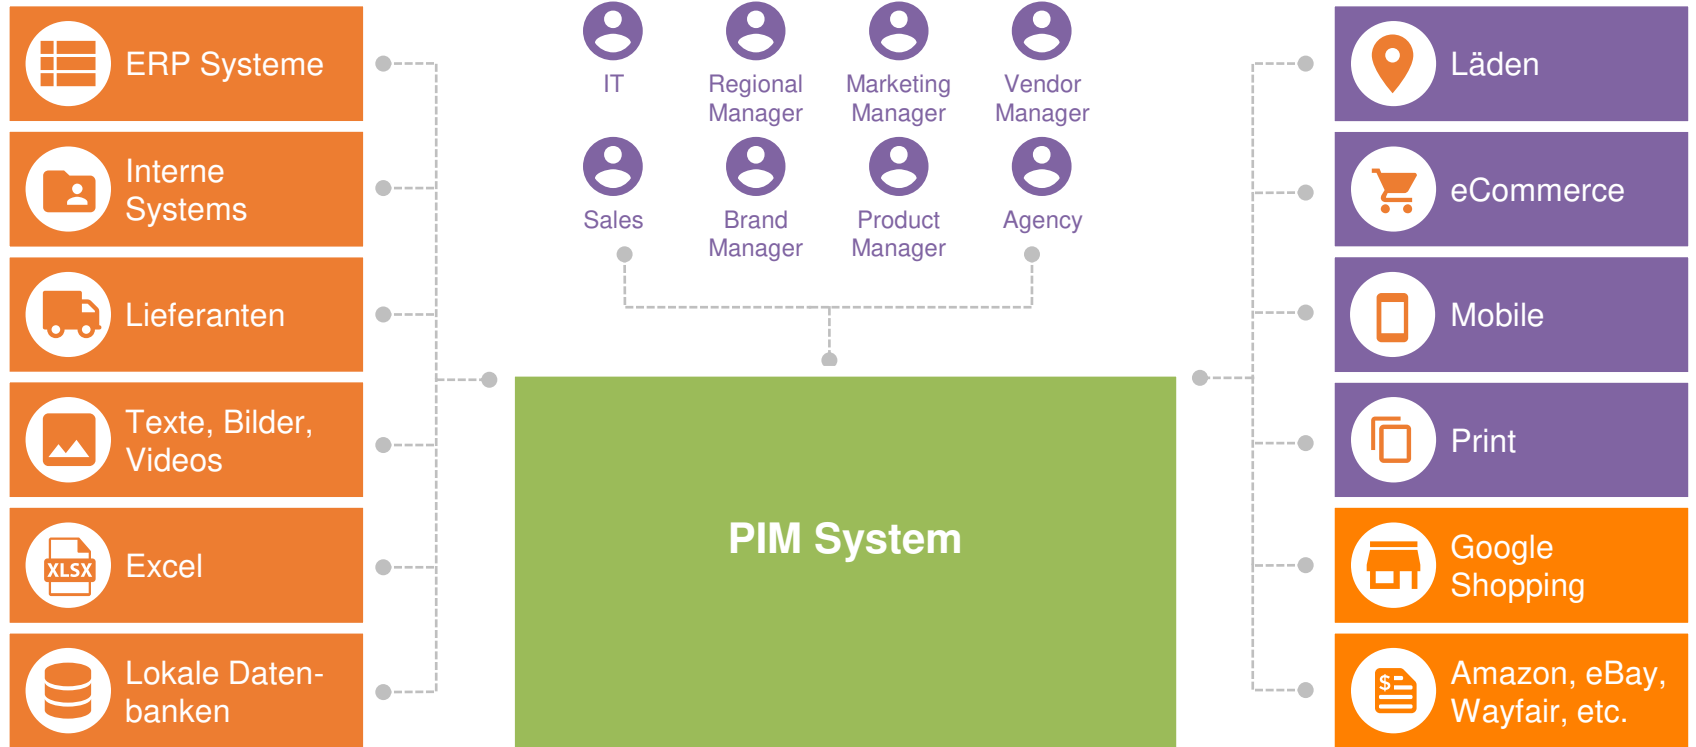 ERP Systeme
Interne
Systems
Lieferanten
Texte, Bilder,
Videos
XLSX
Excel
Lokale Daten-
banken
IT
Regional
Manager
Marketing
Manager
Vendor
Manager
Sales
Brand
Manager
Product
Manager
Agency
PIM System
Läden
eCommerce
Mobile
Print
Google
Shopping
$
Amazon, eBay,
Wayfair, etc.